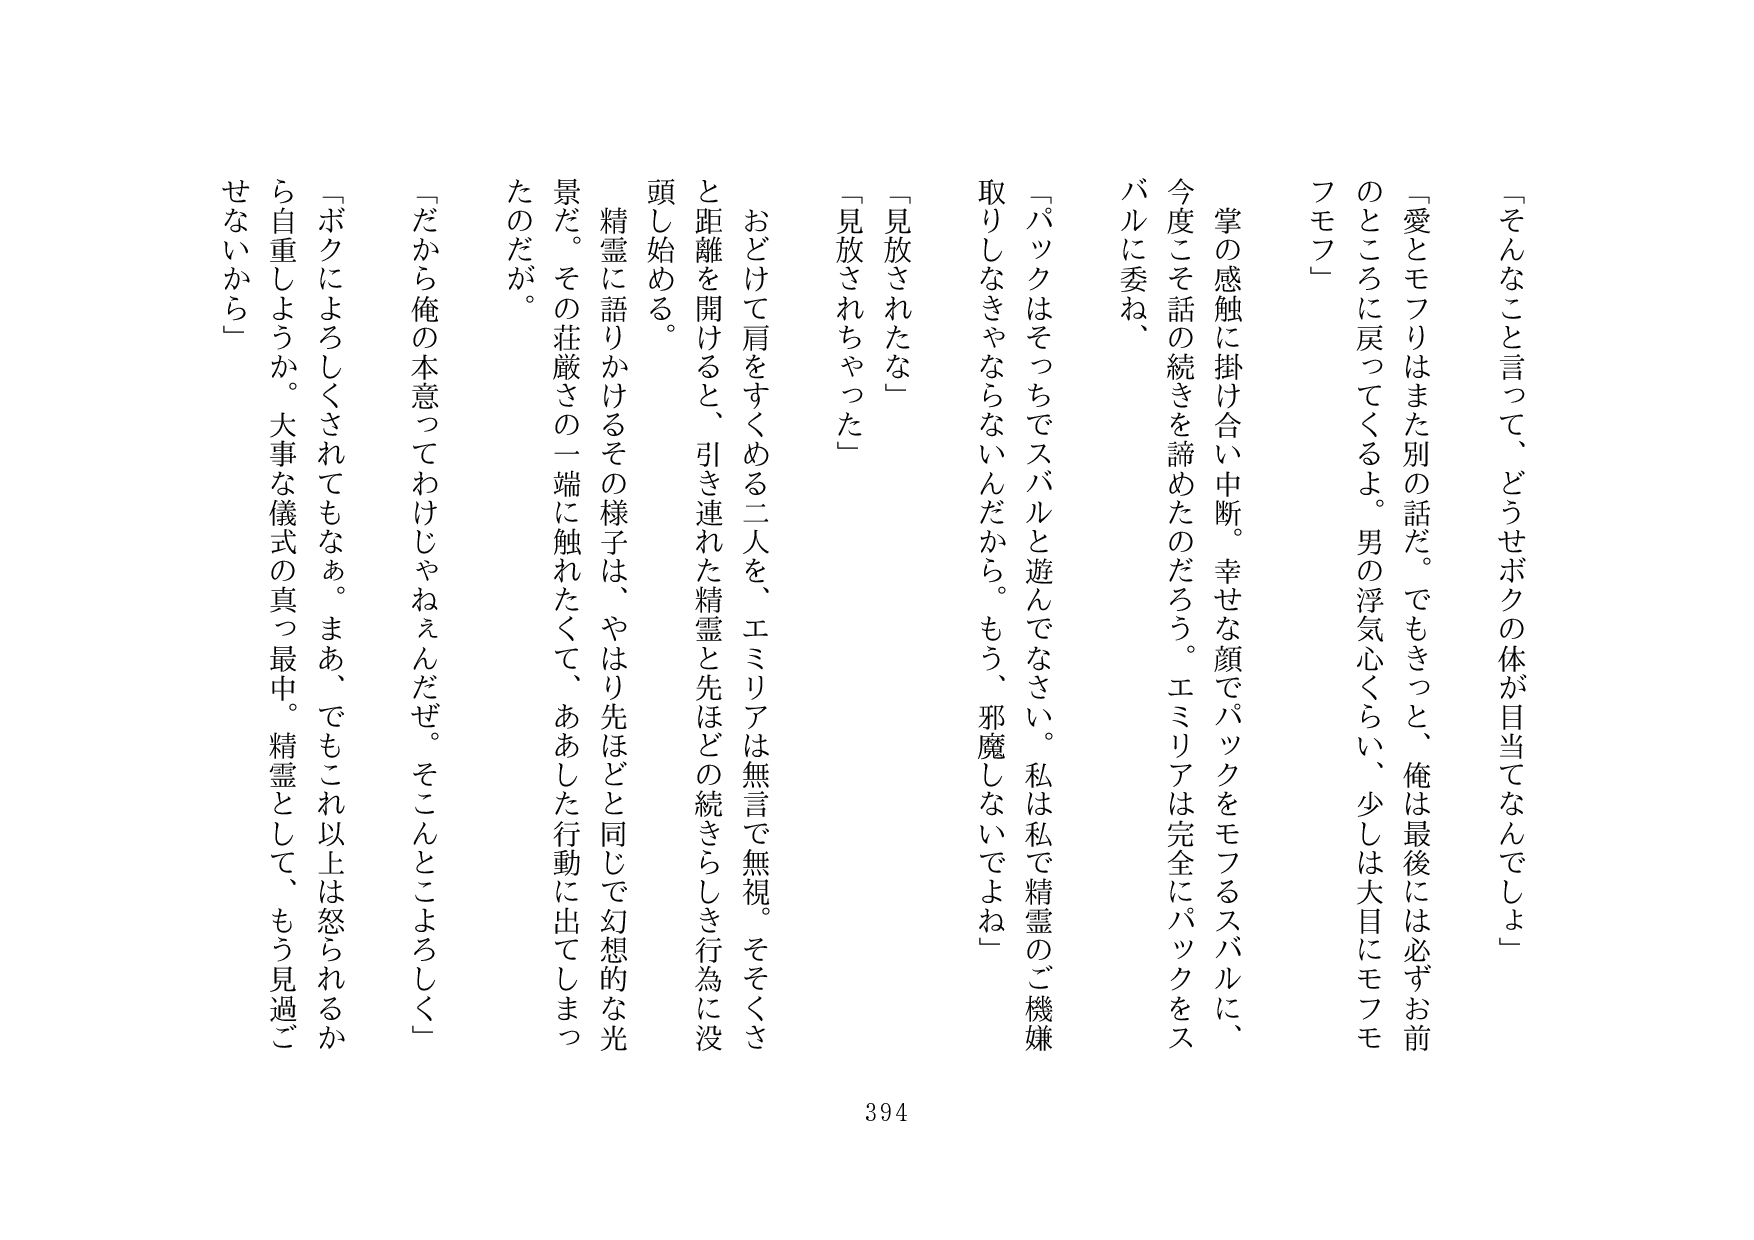 「そんなこと言って、どうせボクの体が目当てなんでしょ」
「愛とモフりはまた別の話だ。でもきっと、俺は最後には必ずお前
のところに戻ってくるよ。男の浮気心くらい、少しは大目にモフモ
フモフ」
掌の感触に掛け合い中断。幸せな顔でパックをモフるスバルに、
今度こそ話の続きを諦めたのだろう。エミリアは完全にパックをス
バルに委ね、
「パックはそっちでスバルと遊んでなさい。私は私で精霊のご機嫌
取りしなきゃならないんだから。もう、邪魔しないでよね」
「見放されたな」
「見放されちゃった」
おどけて肩をすくめる二人を、エミリアは無言で無視。そそくさ
と距離を開けると、引き連れた精霊と先ほどの続きらしき行為に没
頭し始める。
精霊に語りかけるその様子は、やはり先ほどと同じで幻想的な光
景だ。その荘厳さの一端に触れたくて、ああした行動に出てしまっ
たのだが。
「だから俺の本意ってわけじゃねぇんだぜ。そこんとこよろしく」
「ボクによろしくされてもなぁ。まあ、でもこれ以上は怒られるか
ら自重しようか。大事な儀式の真っ最中。精霊として、もう見過ご
せないから」
394